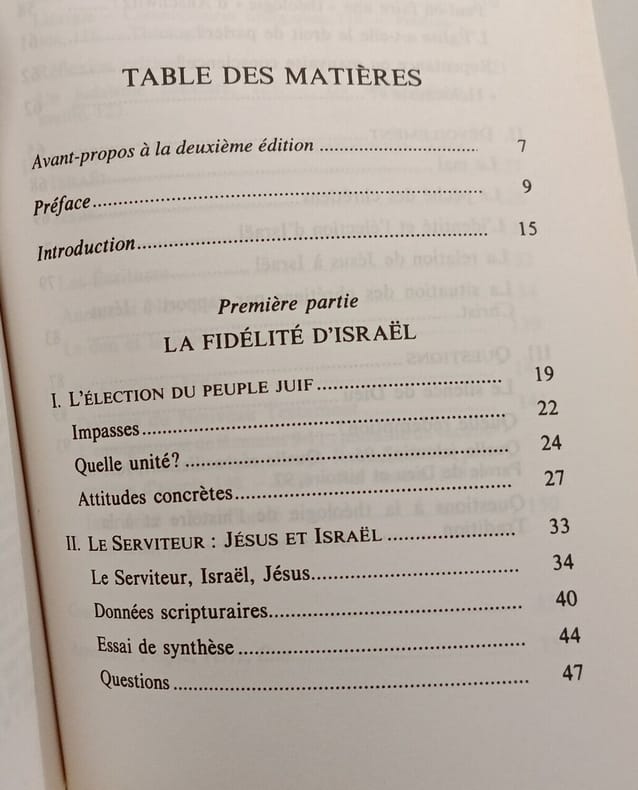 TABLE DES MATIÈRES
Avant-propos à la deuxième édition ........................................ 7
Préface ........................................ 9
Introduction ........................................ 15
Première partie
LA FIDÉLITÉ D'ISRAËL
I. L'ÉLECTION DU PEUPLE JUIF ........................................ 19
Impasses ........................................ 22
Quelle unité? ........................................ 24
Attitudes concrètes ........................................ 27
II. LE SERVITEUR : JÉSUS ET ISRAËL ........................................ 33
Le Serviteur, Israël, Jésus ........................................ 34
Données scripturaires ........................................ 40
Essai de synthèse ........................................ 44
Questions ........................................ 47